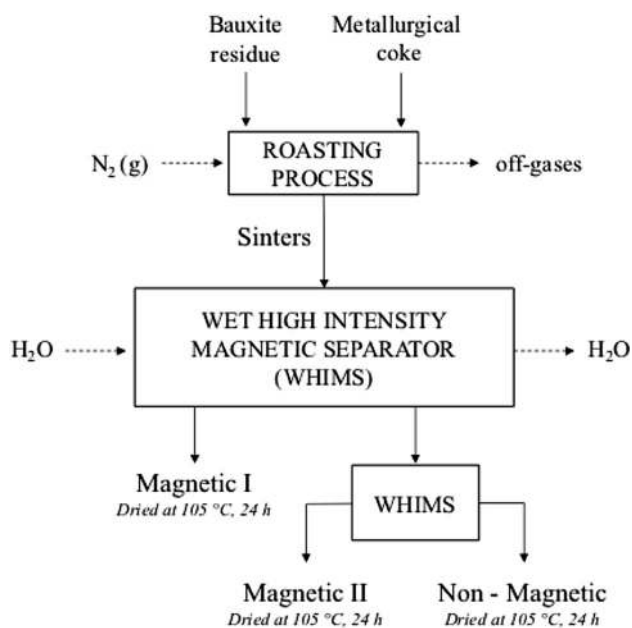 Bauxite
residue
Metallurgical
coke
N₂ (g)
ROASTING
PROCESS
off-gases
Sinters
H₂O
WET HIGH INTENSITY
MAGNETIC SEPARATOR
(WHIMS)
H₂O
Magnetic I
Dried at 105 °C, 24 h
WHIMS
Magnetic II
Dried at 105 °C, 24 h
Non - Magnetic
Dried at 105 °C, 24 h